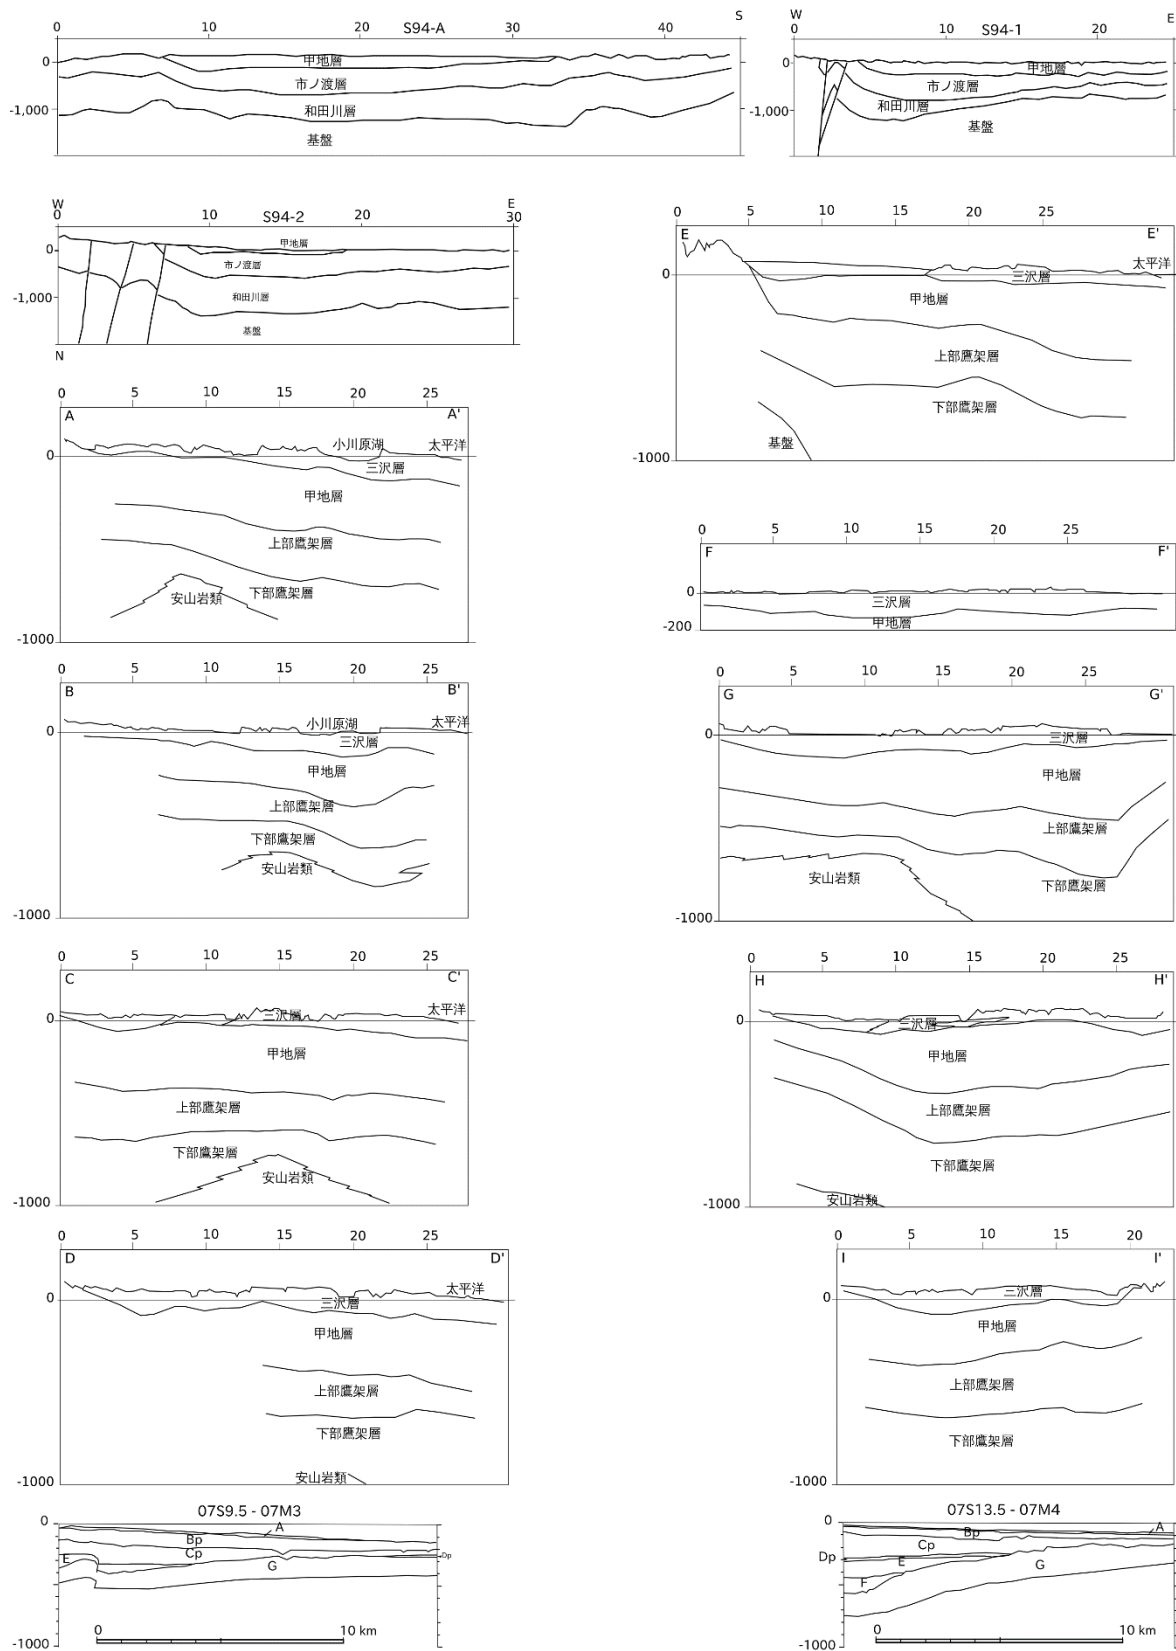 S94-A
S
0 10 20 30 40
0
-1,000
甲地層
市ノ渡層
和田川層
基盤
W
E
S94-1
0 10 20
0
-1,000
甲地層
市ノ渡層
和田川層
基盤
W
E
S94-2
0 10 20 30
0
-1,000
甲地層
市ノ渡層
和田川層
基盤
N
0 5 10 15 20 25
E
E'
太平洋
0
三沢層
甲地層
上部鷹架層
下部鷹架層
基盤
-1000
0 5 10 15 20 25
A
A'
小川原湖
太平洋
0
三沢層
甲地層
上部鷹架層
下部鷹架層
安山岩類
-1000
0 5 10 15 20 25
F
F'
0
三沢層
甲地層
-200
0 5 10 15 20 25
B
B'
小川原湖
太平洋
0
三沢層
甲地層
上部鷹架層
下部鷹架層
安山岩類
-1000
0 5 10 15 20 25
G
G'
0
三沢層
甲地層
上部鷹架層
安山岩類
下部鷹架層
-1000
0 5 10 15 20 25
C
C'
太平洋
三沢層
0
甲地層
上部鷹架層
下部鷹架層
安山岩類
-1000
0 5 10 15 20 25
H
H'
0
三沢層
甲地層
上部鷹架層
下部鷹架層
安山岩類
-1000
0 5 10 15 20 25
D
D'
太平洋
0
三沢層
甲地層
上部鷹架層
下部鷹架層
安山岩類
-1000
0 5 10 15 20
I
I'
三沢層
0
甲地層
上部鷹架層
下部鷹架層
-1000
07S9.5 - 07M3
0
A
Bp
Cp
Dp
E
G
0 10 km
-1000
07S13.5 - 07M4
0
A
Bp
Cp
Dp
E
G
F
0 10 km
-1000